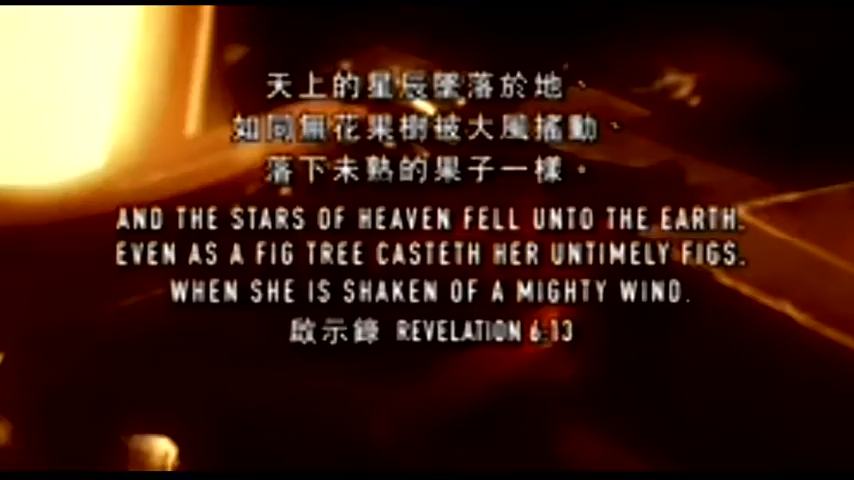 天上的星辰墜落於地、
如同無花果樹被大風搖動、
落下未熟的果子一樣。
AND THE STARS OF HEAVEN FELL UNTO THE EARTH.
EVEN AS A FIG TREE CASTETH HER UNTIMELY FIGS.
WHEN SHE IS SHAKEN OF A MIGHTY WIND.
啟示錄 REVELATION 6:13